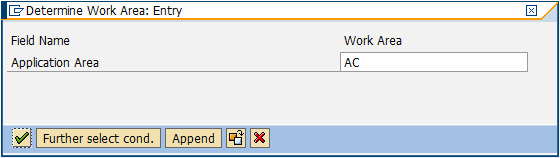 Determine Work Area: Entry
Field Name Work Area
Application Area AC
Further select cond. Append